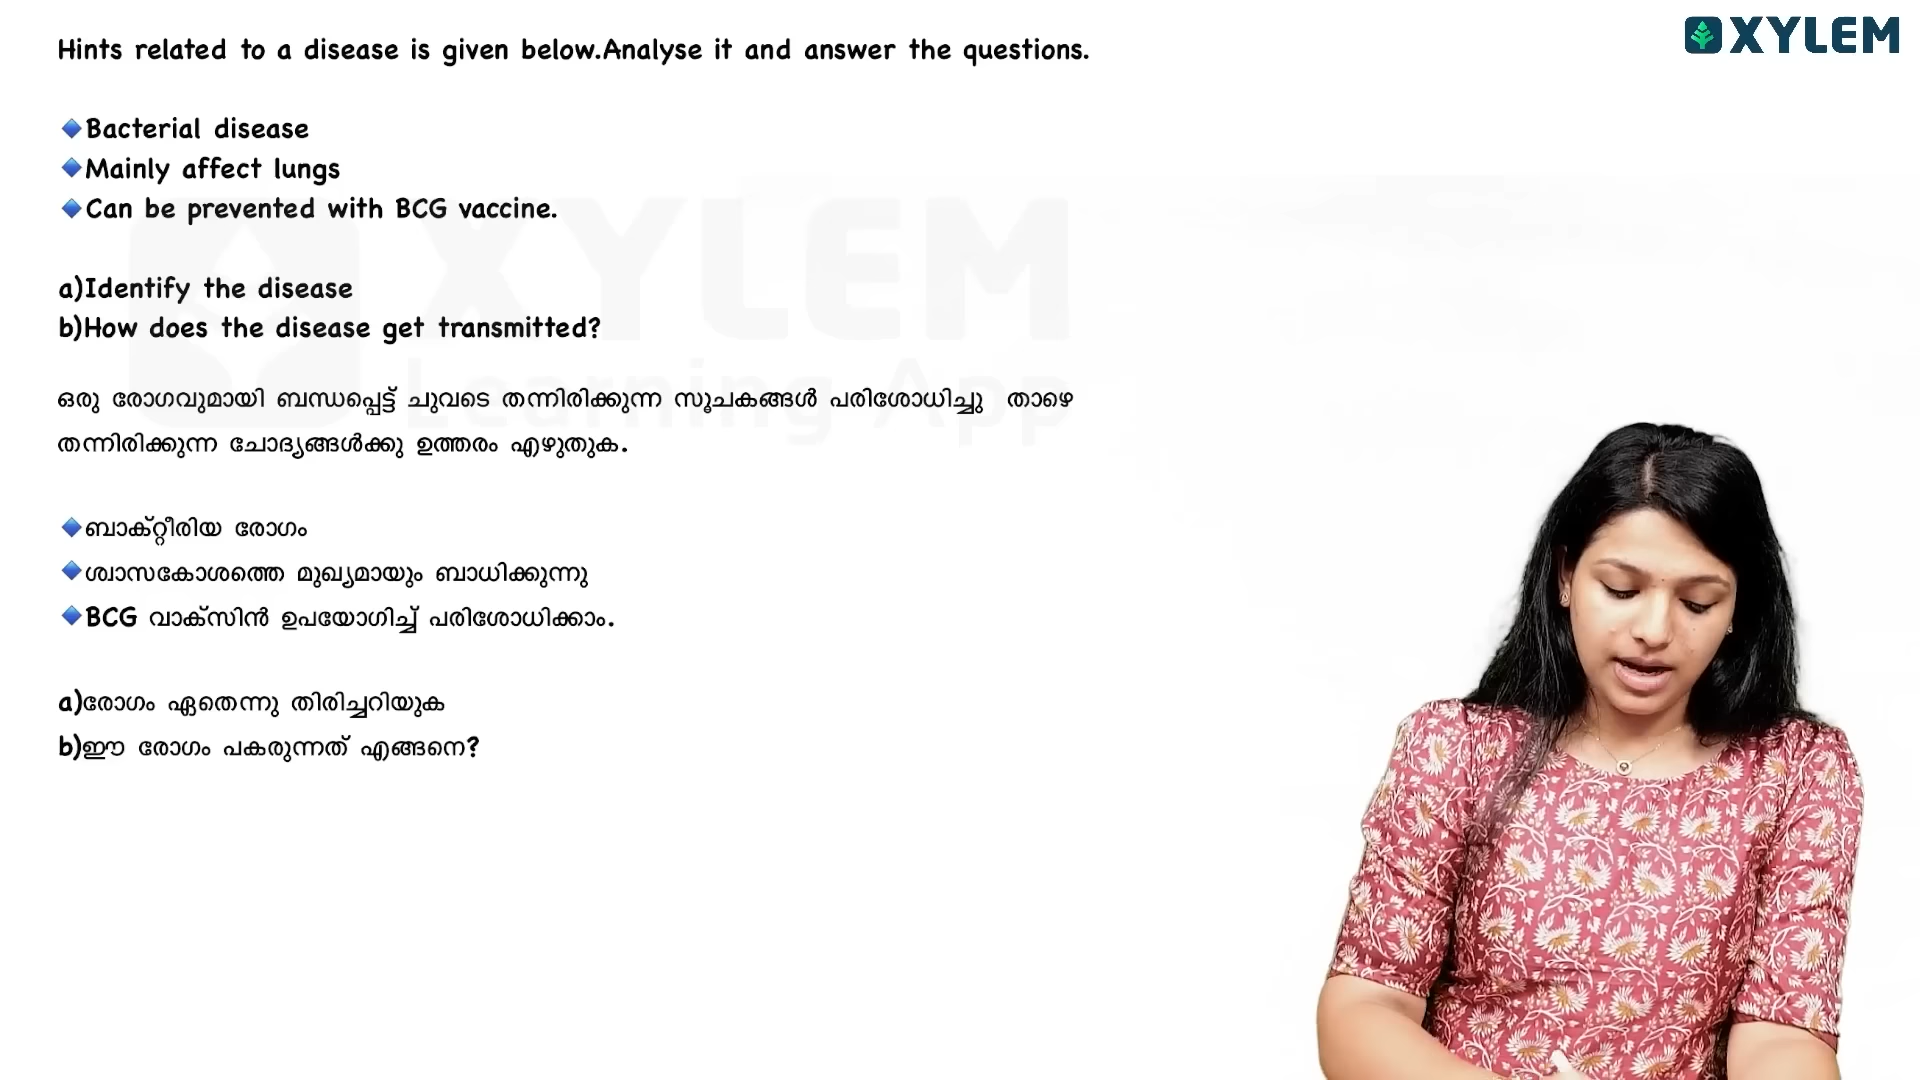 Hints related to a disease is given below.Analyse it and answer the questions.
XYLEM
🔹Bacterial disease
🔹Mainly affect lungs
🔹Can be prevented with BCG vaccine.
a)Identify the disease
b)How does the disease get transmitted?
XYLEM
Learning App
ഒരു രോഗവുമായി ബന്ധപ്പെട്ട് ചുവടെ തന്നിരിക്കുന്ന സൂചകങ്ങൾ പരിശോധിച്ചു താഴെ
തന്നിരിക്കുന്ന ചോദ്യങ്ങൾക്കു ഉത്തരം എഴുതുക.
🔹ബാക്റ്റീരിയ രോഗം
🔹ശ്വാസകോശത്തെ മുഖ്യമായും ബാധിക്കുന്നു
🔹BCG വാക്‌സിൻ ഉപയോഗിച്ച് പരിശോധിക്കാം.
a)രോഗം ഏതെന്നു തിരിച്ചറിയുക
b)ഈ രോഗം പകരുന്നത് എങ്ങനെ?